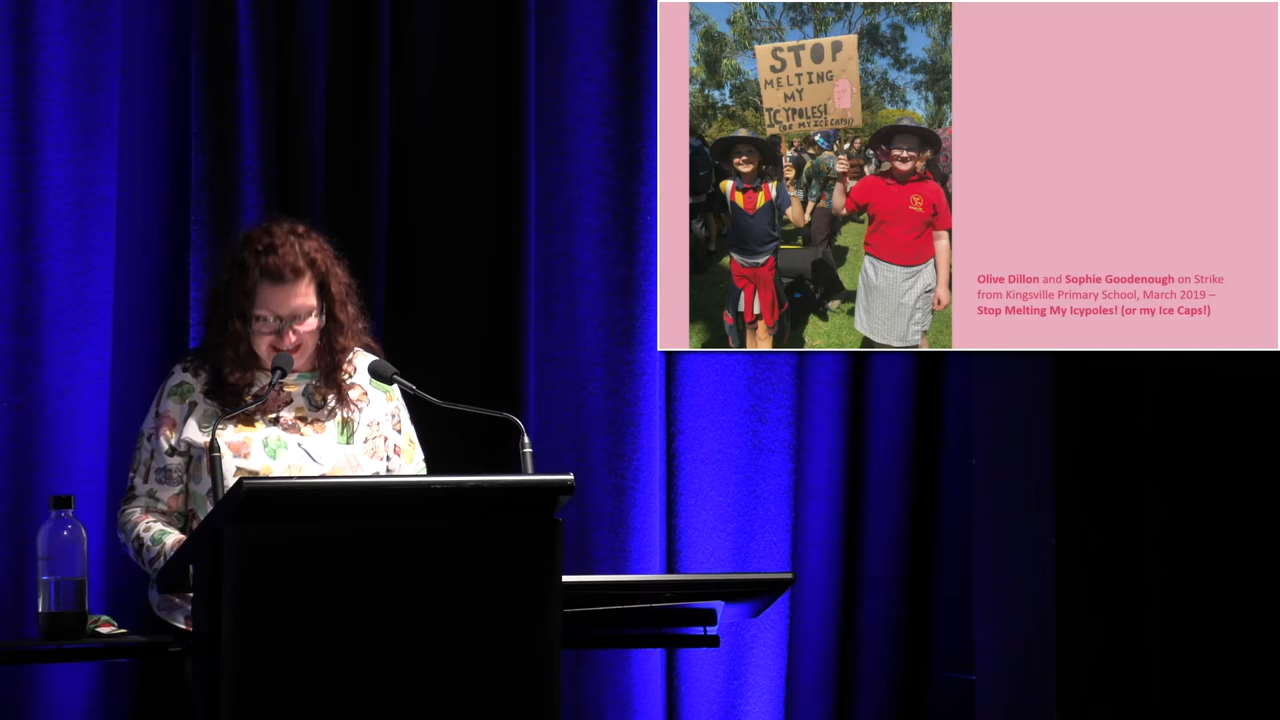 STOP
MELTING
MY
ICYPOLES!
(OR MY ICE CAPS!)
Olive Dillon and Sophie Goodenough on Strike
from Kingsville Primary School, March 2019 –
Stop Melting My Icypoles! (or my Ice Caps!)